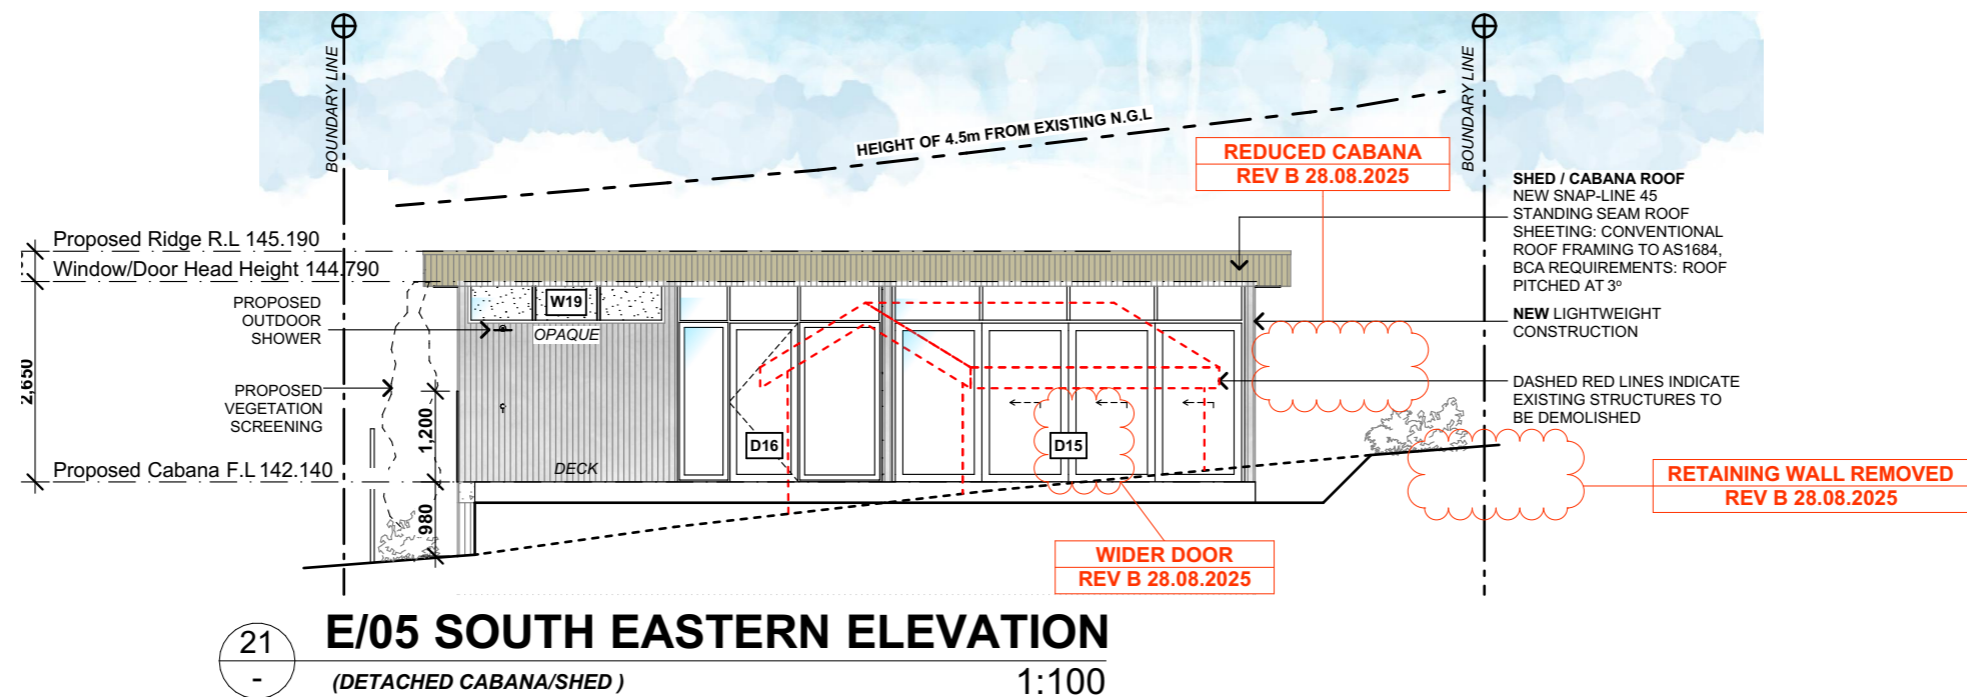 BOUNDARY LINE
BOUNDARY LINE
HEIGHT OF 4.5m FROM EXISTING N.G.L
REDUCED CABANA
REV B 28.08.2025
SHED / CABANA ROOF
NEW SNAP-LINE 45
STANDING SEAM ROOF
SHEETING: CONVENTIONAL
ROOF FRAMING TO AS1684,
BCA REQUIREMENTS: ROOF
PITCHED AT 3º
NEW LIGHTWEIGHT
CONSTRUCTION
DASHED RED LINES INDICATE
EXISTING STRUCTURES TO
BE DEMOLISHED
Proposed Ridge R.L 145.190
Window/Door Head Height 144.790
PROPOSED
OUTDOOR
SHOWER
PROPOSED
VEGETATION
SCREENING
2,650
1,200
980
Proposed Cabana F.L 142.140
W19
OPAQUE
DECK
D16
D15
WIDER DOOR
REV B 28.08.2025
RETAINING WALL REMOVED
REV B 28.08.2025
21
-
E/05 SOUTH EASTERN ELEVATION
(DETACHED CABANA/SHED )
1:100